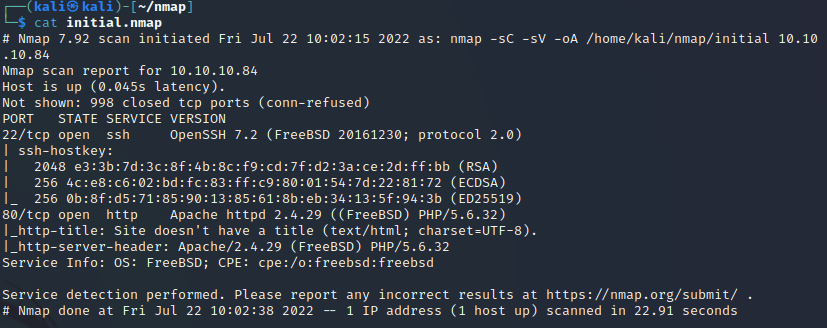 ┌──(kali㉿kali)-[~/nmap]
└─$ cat initial.nmap
# Nmap 7.92 scan initiated Fri Jul 22 10:02:15 2022 as: nmap -sC -sV -oA /home/kali/nmap/initial 10.10
.10.84
Nmap scan report for 10.10.10.84
Host is up (0.045s latency).
Not shown: 998 closed tcp ports (conn-refused)
PORT   STATE SERVICE VERSION
22/tcp open  ssh     OpenSSH 7.2 (FreeBSD 20161230; protocol 2.0)
| ssh-hostkey:
|   2048 e3:3b:7d:3c:8f:4b:8c:f9:cd:7f:d2:3a:ce:2d:ff:bb (RSA)
|   256 4c:e8:c6:02:bd:fc:83:ff:c9:80:01:54:7d:22:81:72 (ECDSA)
|_  256 0b:8f:d5:71:85:90:13:85:61:8b:eb:34:13:5f:94:3b (ED25519)
80/tcp open  http    Apache httpd 2.4.29 ((FreeBSD) PHP/5.6.32)
|_http-title: Site doesn't have a title (text/html; charset=UTF-8).
|_http-server-header: Apache/2.4.29 (FreeBSD) PHP/5.6.32
Service Info: OS: FreeBSD; CPE: cpe:/o:freebsd:freebsd

Service detection performed. Please report any incorrect results at https://nmap.org/submit/ .
# Nmap done at Fri Jul 22 10:02:38 2022 -- 1 IP address (1 host up) scanned in 22.91 seconds